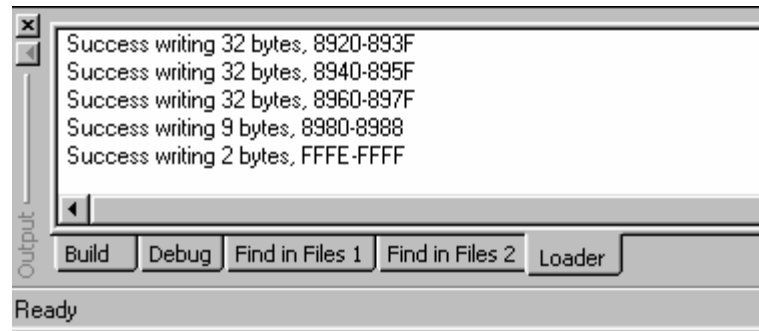 Success writing 32 bytes, 8920-893F
Success writing 32 bytes, 8940-895F
Success writing 32 bytes, 8960-897F
Success writing 9 bytes, 8980-8988
Success writing 2 bytes, FFFE-FFFF
Output
Build Debug Find in Files 1 Find in Files 2 Loader
Ready